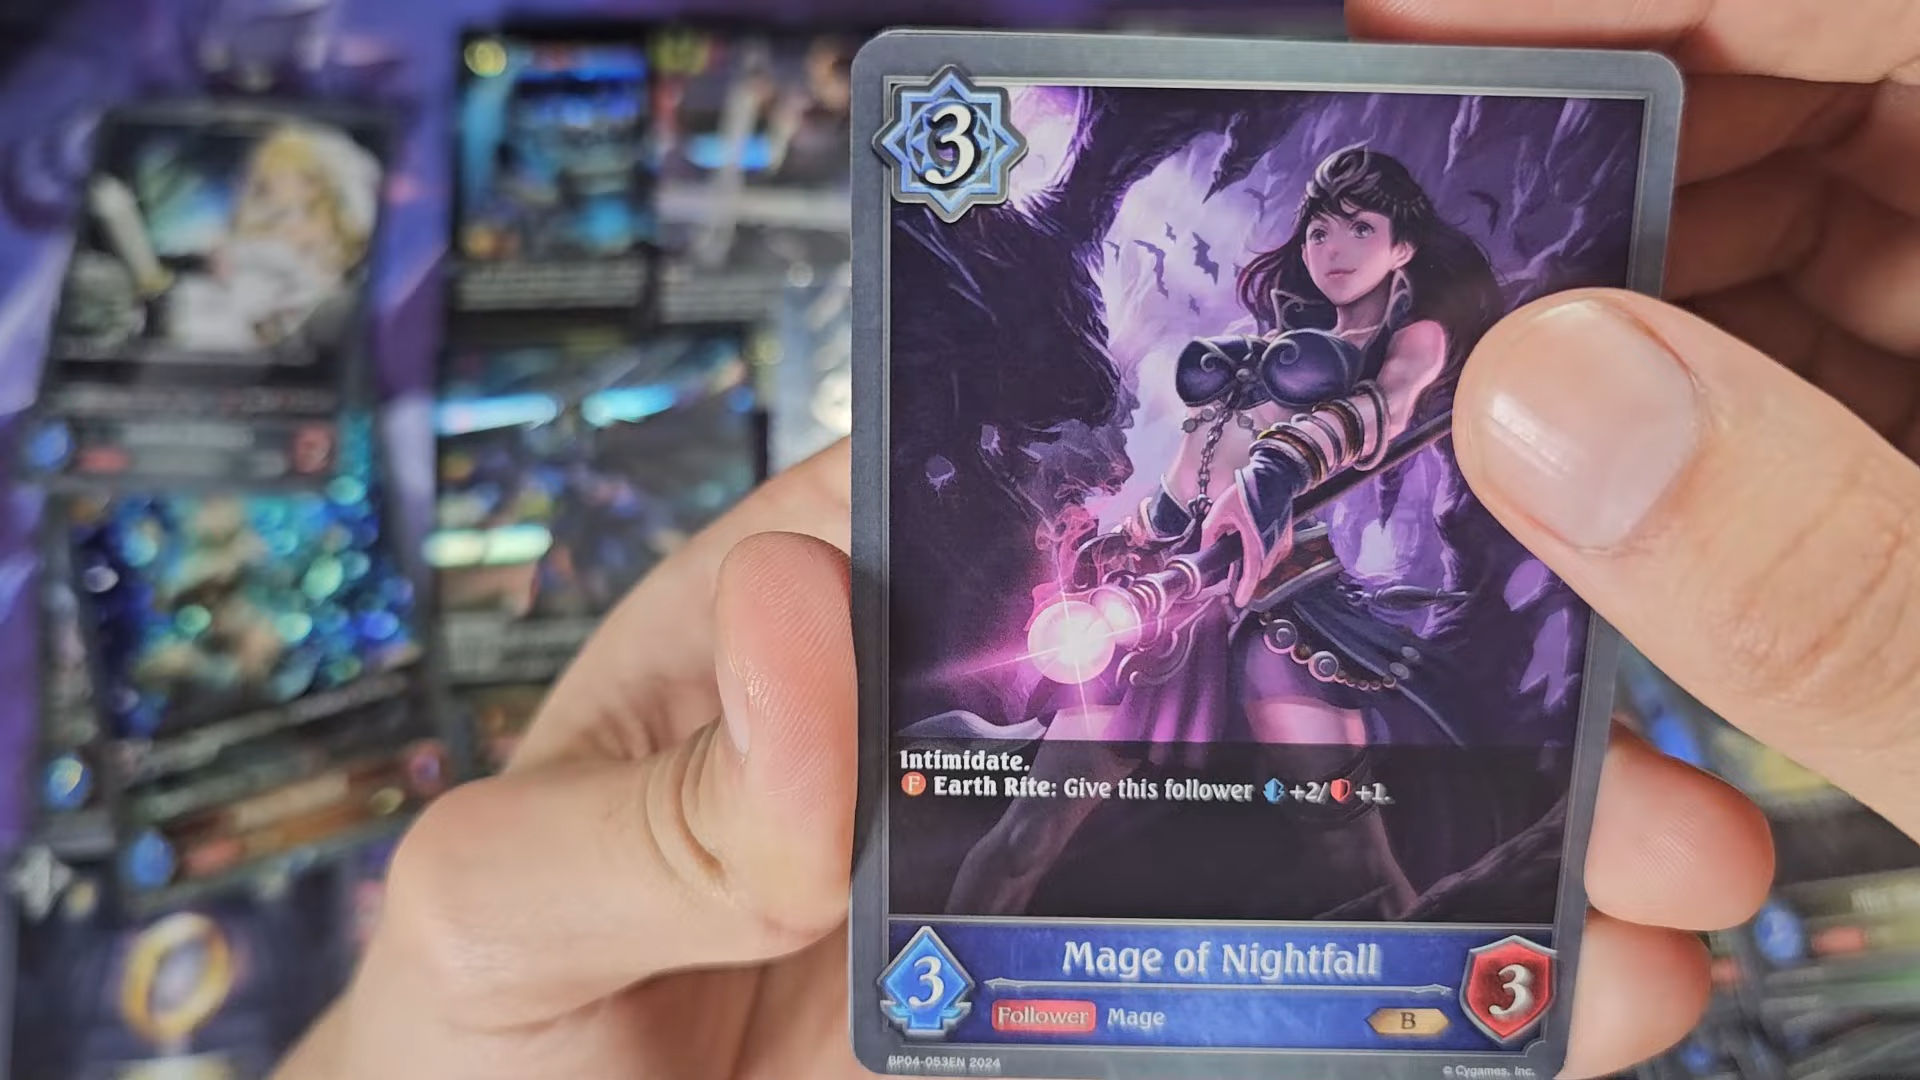 3
Intimidate.
F Earth Rite: Give this follower +2/ +1.
3
Mage of Nightfall
3
Follower Mage
B
BP04-053EN 2024
© Cygames, Inc.